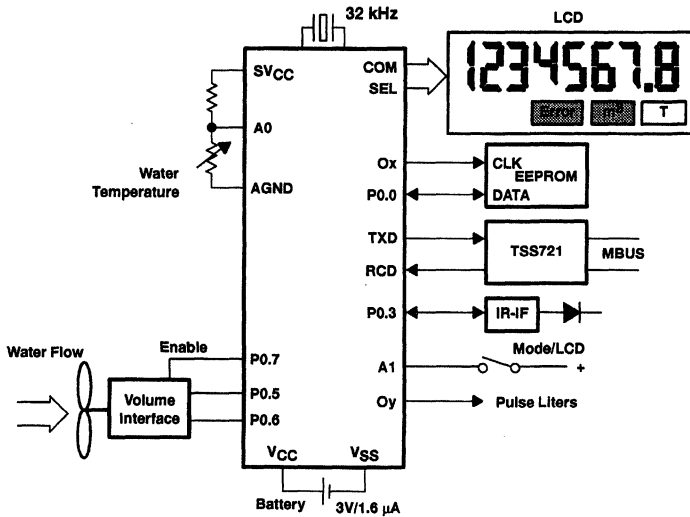 32 kHz
LCD
SVCC
COM
12345678.8
SEL
Error
m3
T
A0
Water
Temperature
AGND
Ox
CLK
EEPROM
P0.0
DATA
TXD
TSS721
MBUS
RCD
P0.3
IR-IF
Water Flow
Enable
P0.7
Mode/LCD
A1
+
Volume
Interface
P0.5
P0.6
Oy
Pulse Liters
VCC
VSS
Battery
3V/1.6 µA